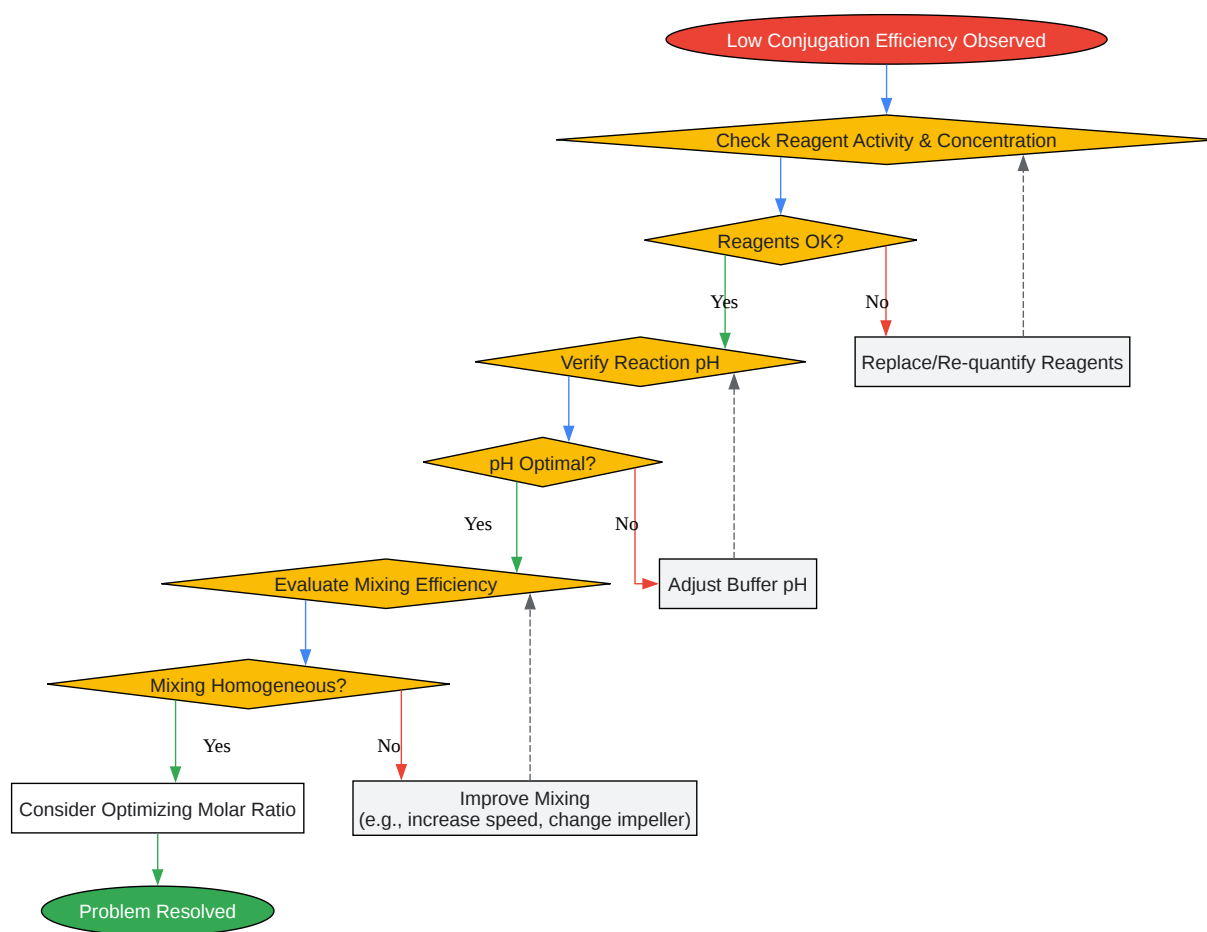 Low Conjugation Efficiency Observed
Check Reagent Activity & Concentration
Reagents OK?
Yes
No
Verify Reaction pH
Replace/Re-quantify Reagents
pH Optimal?
Yes
No
Evaluate Mixing Efficiency
Adjust Buffer pH
Mixing Homogeneous?
Yes
No
Consider Optimizing Molar Ratio
Improve Mixing
(e.g., increase speed, change impeller)
Problem Resolved